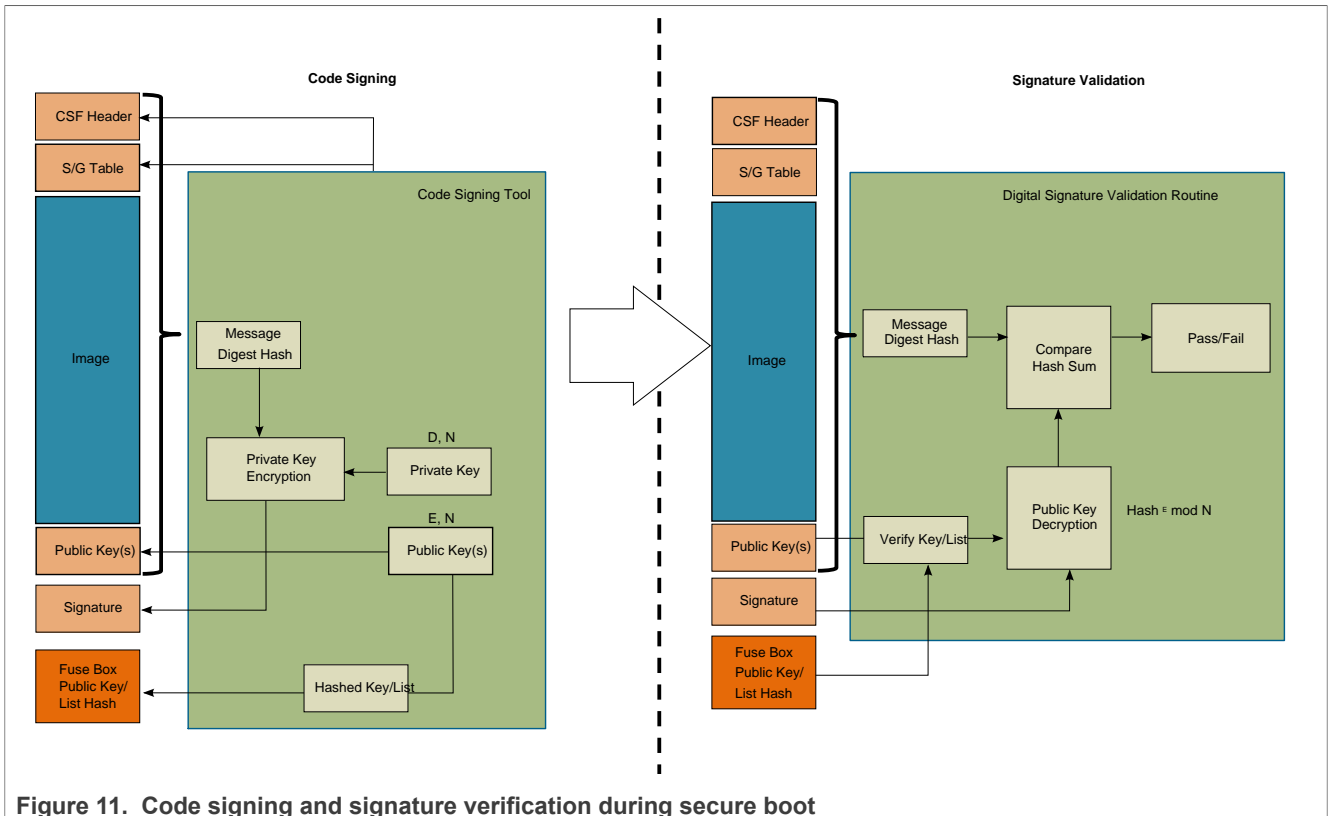 Code Signing
CSF Header
S/G Table
Image
Public Key(s)
Signature
Fuse Box
Public Key/
List Hash
Code Signing Tool
Message
Digest Hash
Private Key
Encryption
D, N
Private Key
E, N
Public Key(s)
Hashed Key/List
Signature Validation
CSF Header
S/G Table
Image
Public Key(s)
Signature
Fuse Box
Public Key/
List Hash
Digital Signature Validation Routine
Message
Digest Hash
Compare
Hash Sum
Pass/Fail
Verify Key/List
Public Key
Decryption
Hash E mod N
Figure 11. Code signing and signature verification during secure boot